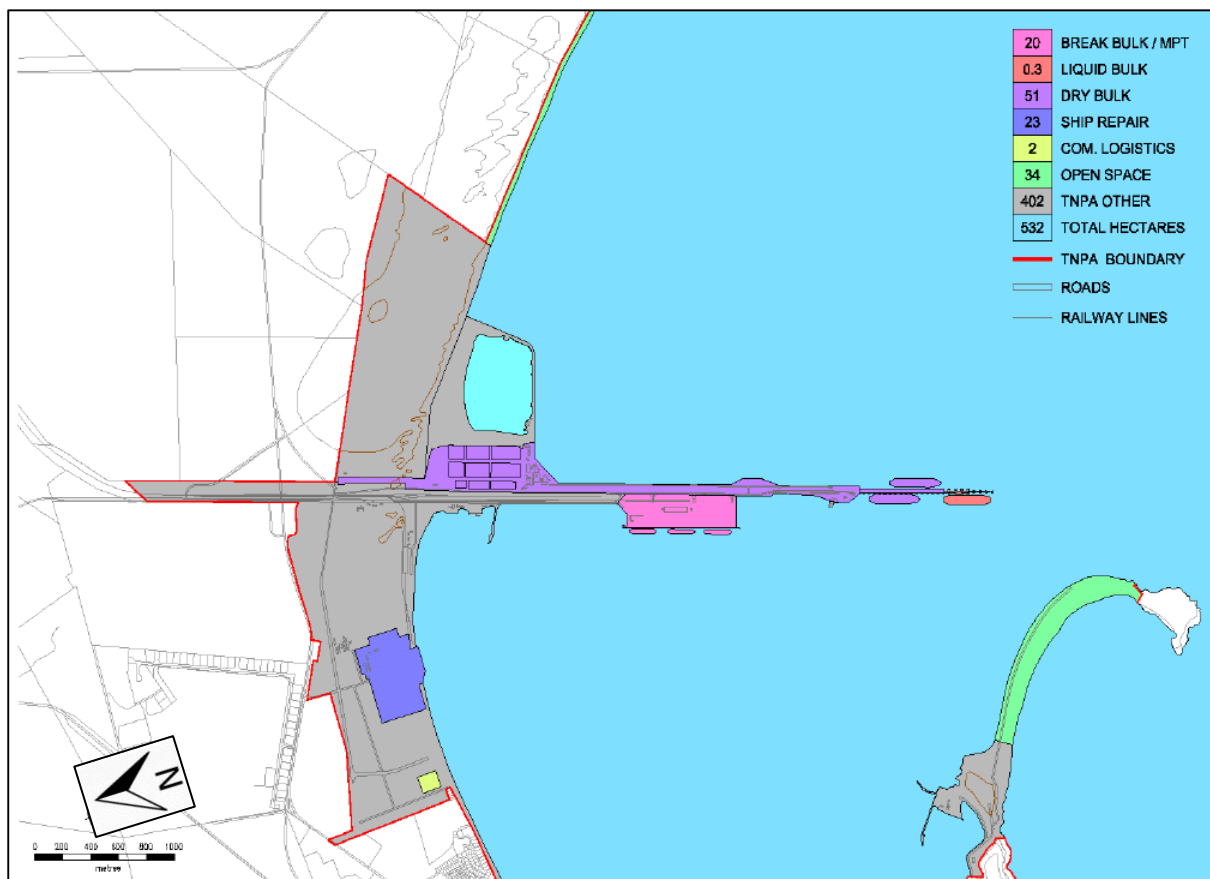 20 BREAK BULK / MPT
0.3 LIQUID BULK
51 DRY BULK
23 SHIP REPAIR
2 COM. LOGISTICS
34 OPEN SPACE
402 TNPA OTHER
532 TOTAL HECTARES
TNPA BOUNDARY
ROADS
RAILWAY LINES
N
0 200 400 600 800 1000
metres